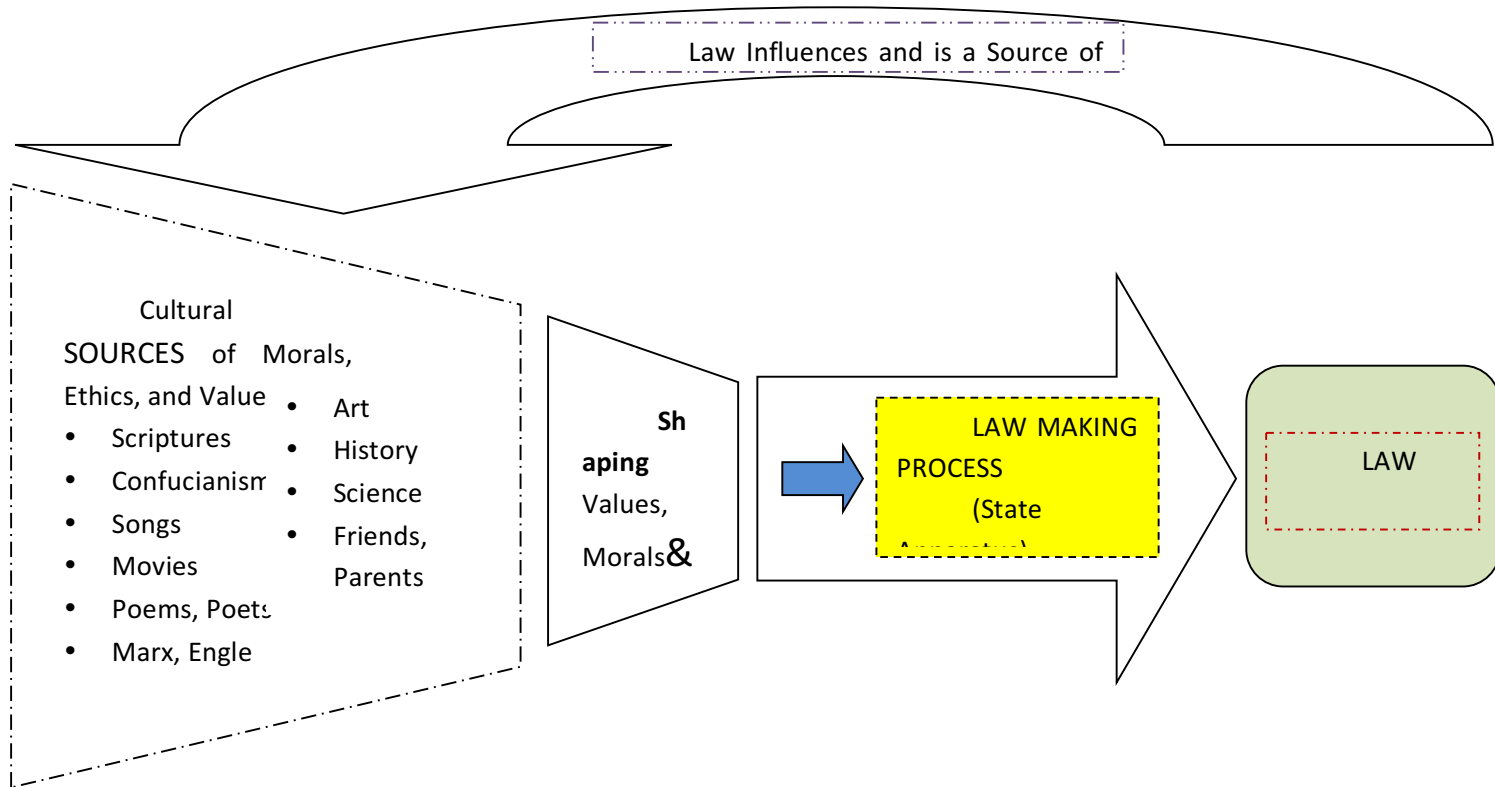 Law Influences and is a Source of
Cultural
SOURCES of Morals,
Ethics, and Value
• Scriptures
• Confucianism
• Songs
• Movies
• Poems, Poets
• Marx, Engle
• Art
• History
• Science
• Friends,
Parents
Sh
aping
Values,
Morals&
LAW MAKING
PROCESS
(State
Apparatus)
LAW